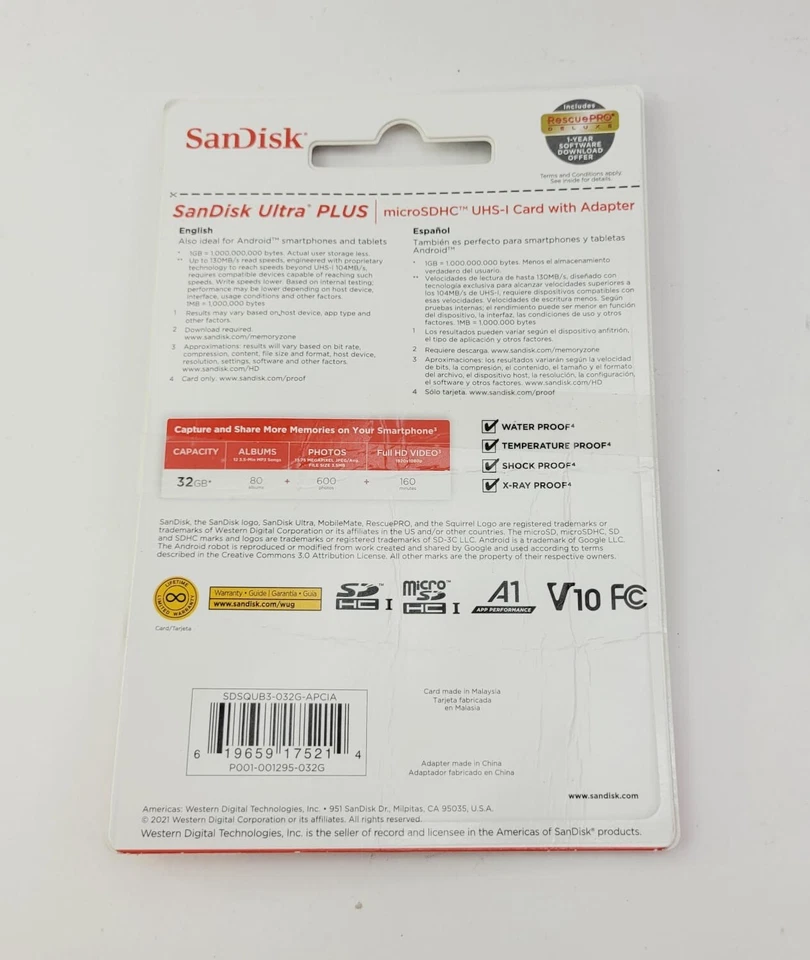 SanDisk®
Includes
RescuePRO®
DELUXE
1-YEAR
SOFTWARE
DOWNLOAD
OFFER
Terms and Conditions apply
See inside for details.
SanDisk Ultra® PLUS | microSDHC™ UHS-I Card with Adapter
English
Also ideal for Android™ smartphones and tablets
* 1GB = 1,000,000,000 bytes. Actual user storage less.
** Up to 130MB/s read speeds, engineered with proprietary
technology to reach speeds beyond UHS-I 104MB/s,
requires compatible devices capable of reaching such
speeds. Write speeds lower. Based on internal testing;
performance may be lower depending on host device,
interface, usage conditions and other factors.
1MB = 1,000,000 bytes
1 Results may vary based on host device, app type and
other factors.
2 Download required.
www.sandisk.com/memoryzone
3 Approximations: results will vary based on bit rate,
compression, content, file size and format, host device,
resolution, settings, software and other factors.
www.sandisk.com/HD
4 Card only. www.sandisk.com/proof
Español
También es perfecto para smartphones y tabletas
Android™
* 1GB = 1,000,000,000 bytes. Menos el almacenamiento
verdadero del usuario.
** Velocidades de lectura de hasta 130MB/s, diseñado con
tecnología exclusiva para alcanzar velocidades superiores a
los 104MB/s de UHS-I, requiere dispositivos compatibles con
esas velocidades. Velocidades de escritura menos. Según
pruebas internas; el rendimiento puede ser menor en función
del dispositivo, la interfaz, las condiciones de uso y otros
factores. 1MB = 1.000.000 bytes
1 Los resultados pueden variar según el dispositivo anfitrión,
el tipo de aplicación y otros factores.
2 Requiere descarga. www.sandisk.com/memoryzone
3 Aproximaciones: los resultados variarán según la velocidad
de bits, la compresión, el contenido, el tamaño y el formato
del archivo, el dispositivo host, la resolución, la configuración,
el software y otros factores. www.sandisk.com/HD
4 Sólo tarjeta. www.sandisk.com/proof
Capture and Share More Memories on Your Smartphone³
CAPACITY ALBUMS PHOTOS Full HD VIDEO¹
FILE SIZE 3.5MB
32GB* 80 + 600 + 160
albums photos minutes
WATER PROOF⁴
TEMPERATURE PROOF⁴
SHOCK PROOF⁴
X-RAY PROOF⁴
SanDisk, the SanDisk logo, SanDisk Ultra, MobileMate, RescuePRO, and the Squirrel Logo are registered trademarks or
trademarks of Western Digital Corporation or its affiliates in the US and/or other countries. The microSD, microSDHC, SD
and SDHC marks and logos are trademarks or registered trademarks of SD-3C LLC. Android is a trademark of Google LLC.
The Android robot is reproduced or modified from work created and shared by Google and used according to terms
described in the Creative Commons 3.0 Attribution License. All other marks are the property of their respective owners.
LIFETIME
LIMITED WARRANTY
Card/Tarjeta
Warranty • Guide | Garantía • Guía
www.sandisk.com/wug
SD™ HC I
micro™ SD HC I
A1
APP PERFORMANCE
V10 FC
SDSQUB3-032G-APCIA
6 19659 17521 4
P001-001295-032G
Card made in Malaysia
Tarjeta fabricada
en Malasia
Adapter made in China
Adaptador fabricado en China
www.sandisk.com
Americas: Western Digital Technologies, Inc. • 951 SanDisk Dr., Milpitas, CA 95035, U.S.A.
© 2021 Western Digital Corporation or its affiliates. All rights reserved.
Western Digital Technologies, Inc. is the seller of record and licensee in the Americas of SanDisk® products.